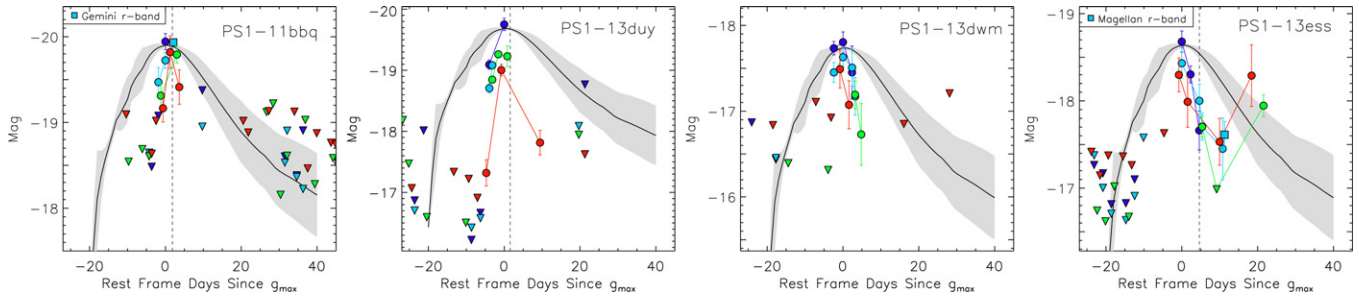 Gemini r-band
PS1-11bbq
Mag
-20
-19
-18
-20 0 20 40
Rest Frame Days Since gmax
PS1-13duy
Mag
-20
-19
-18
-17
-16
-20 0 20 40
Rest Frame Days Since gmax
PS1-13dwm
Mag
-18
-17
-16
-20 0 20 40
Rest Frame Days Since gmax
Magellan r-band
PS1-13ess
Mag
-19
-18
-17
-20 0 20 40
Rest Frame Days Since gmax